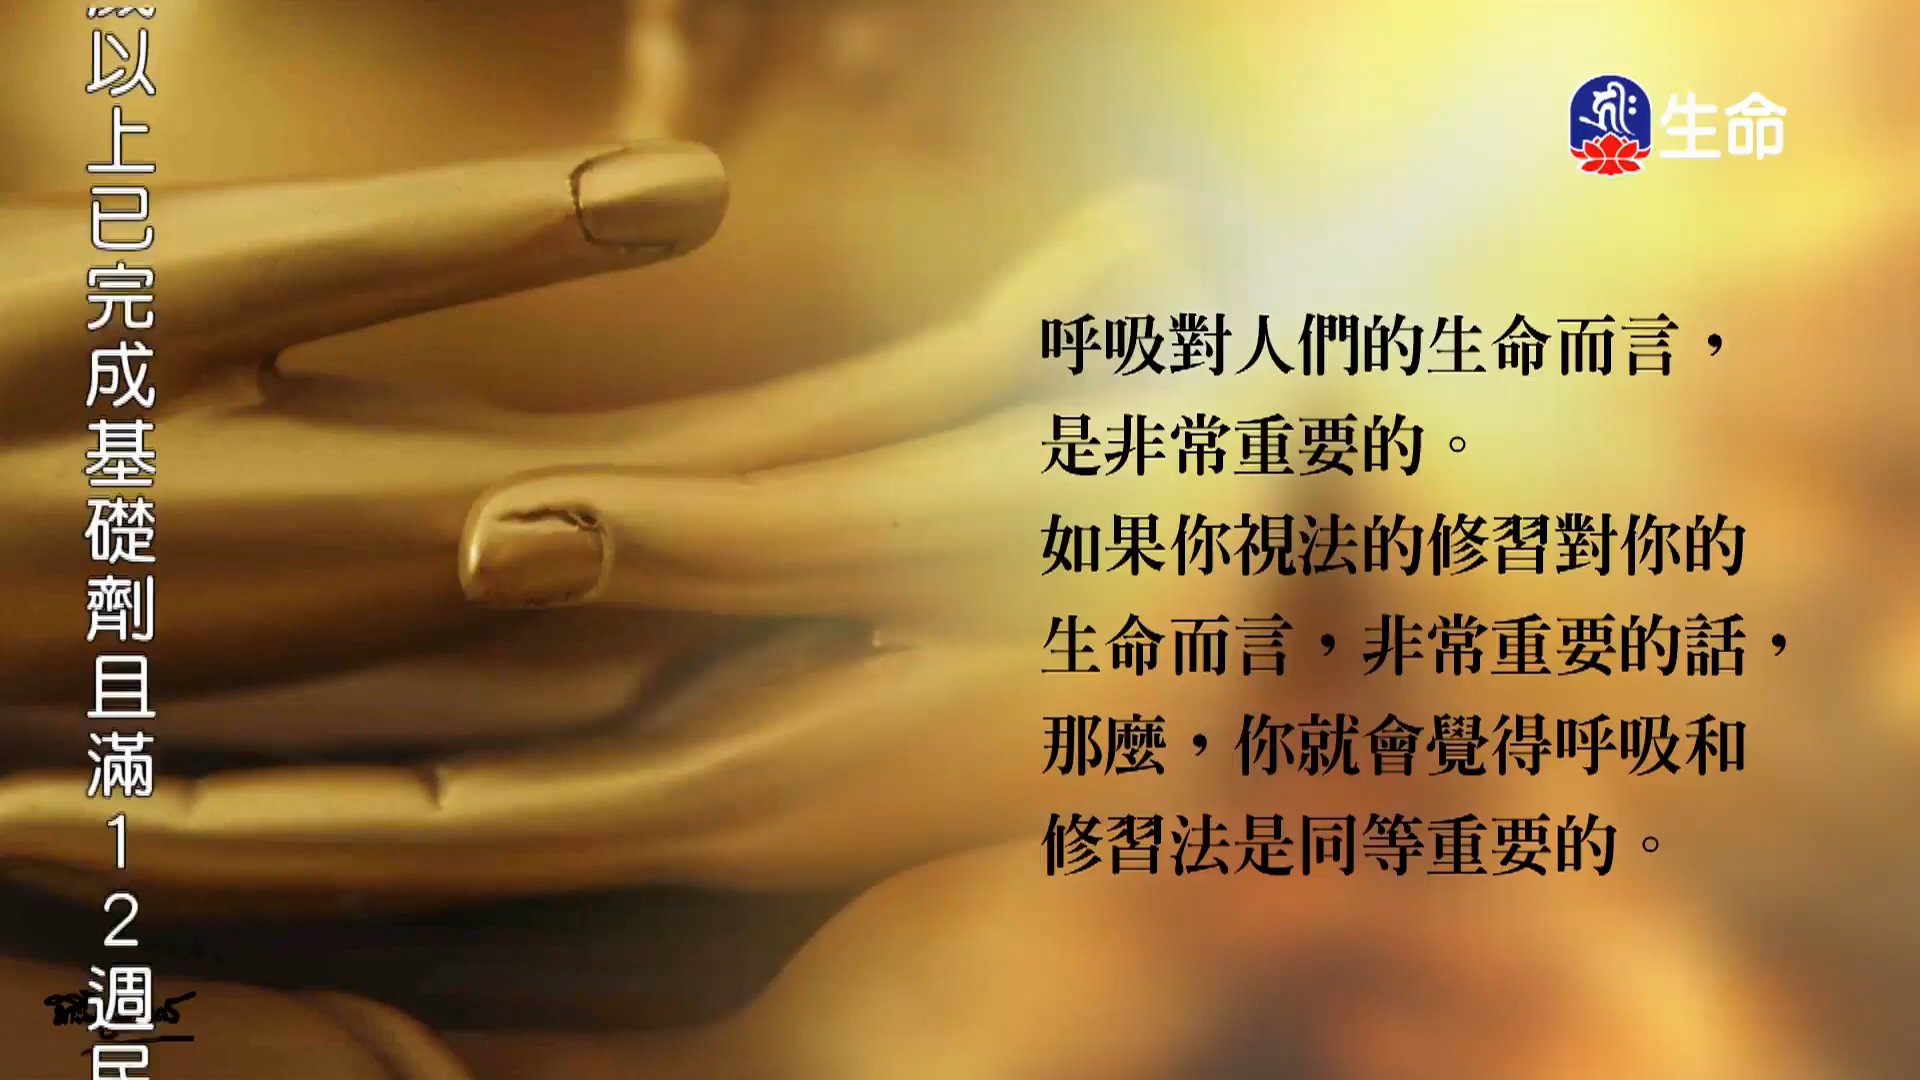 以上已完成基礎劑且滿12週
生命
呼吸對人們的生命而言，
是非常重要的。
如果你視法的修習對你的
生命而言，非常重要的話，
那麼，你就會覺得呼吸和
修習法是同等重要的。